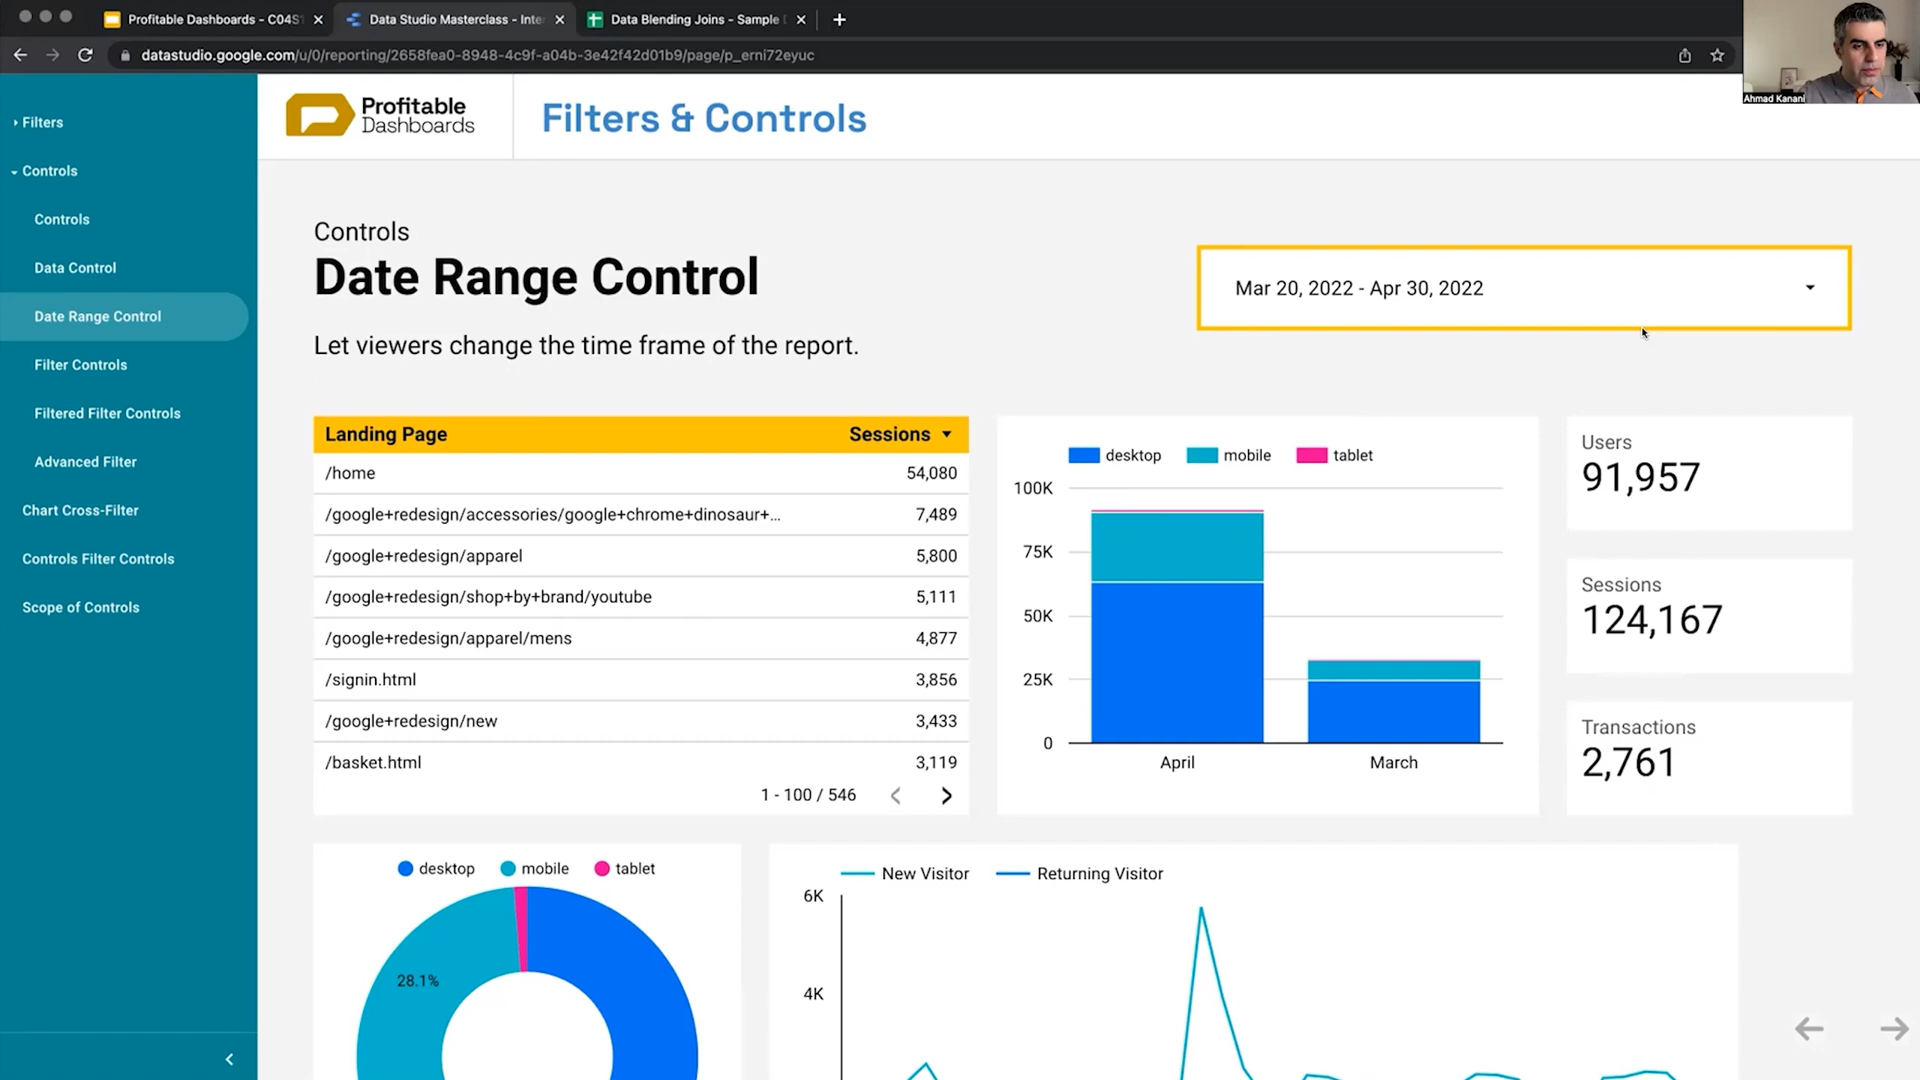 Profitable Dashboards - C04S
Data Studio Masterclass - Inte
Data Blending Joins - Sample D
datastudio.google.com/u/0/reporting/2658fea0-8948-4c9f-a04b-3e42f42d01b9/page/p_erni72eyuc
Ahmad Kanani
Filters
Controls
Controls
Data Control
Date Range Control
Filter Controls
Filtered Filter Controls
Advanced Filter
Chart Cross-Filter
Controls Filter Controls
Scope of Controls
Profitable
Dashboards
Filters & Controls
Controls
Date Range Control
Let viewers change the time frame of the report.
Mar 20, 2022 - Apr 30, 2022
Landing Page Sessions
/home 54,080
/google+redesign/accessories/google+chrome+dinosaur+... 7,489
/google+redesign/apparel 5,800
/google+redesign/shop+by+brand/youtube 5,111
/google+redesign/apparel/mens 4,877
/signin.html 3,856
/google+redesign/new 3,433
/basket.html 3,119
1 - 100 / 546
desktop mobile tablet
100K
75K
50K
25K
0
April March
Users
91,957
Sessions
124,167
Transactions
2,761
desktop mobile tablet
28.1%
New Visitor Returning Visitor
6K
4K